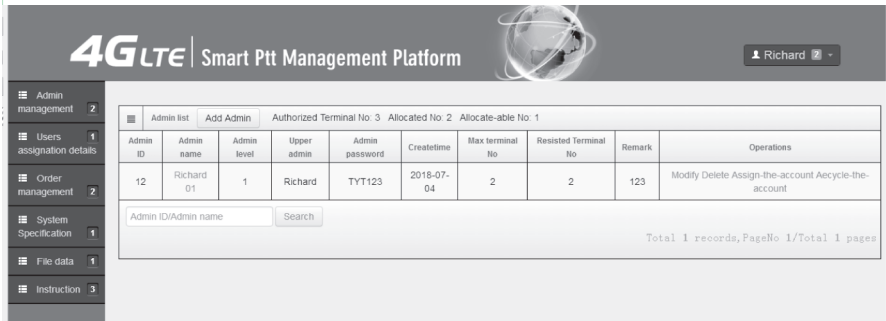 4G LTE Smart Ptt Management Platform
Richard 2
Admin
management 2
Users 1
assignation details
Order
management 2
System
Specification 1
File data 1
Instruction 3
Admin list Add Admin Authorized Terminal No: 3 Allocated No: 2 Allocate-able No: 1
Admin ID Admin name Admin level Upper admin Admin password Createtime Max terminal No Resisted Terminal No Remark Operations
12 Richard 01 1 Richard TYT123 2018-07-04 2 2 123 Modify Delete Assign-the-account Aecycle-the-account
Admin ID/Admin name Search
Total 1 records,PageNo 1/Total 1 pages